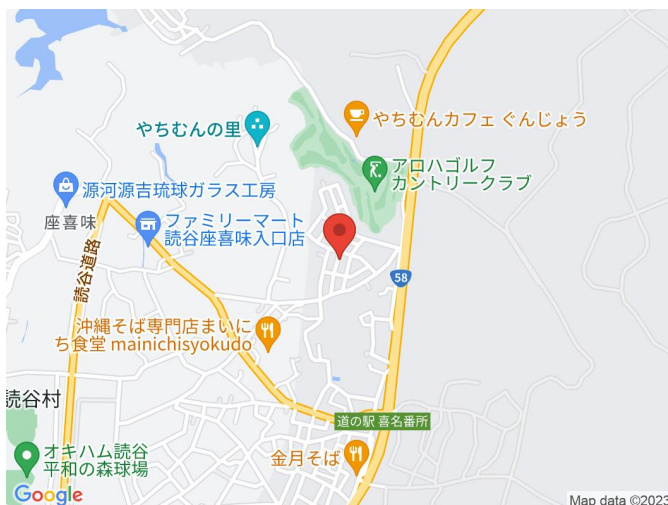 やちむんの里
やちむんカフェ ぐんじょう
アロハゴルフ
カントリークラブ
源河源吉琉球ガラス工房
座喜味
ファミリーマート
読谷座喜味入口店
読谷道路
58
沖縄そば専門店まいに
ち食堂 mainichisyokudo
読谷村
道の駅 喜名番所
オキハム読谷
平和の森球場
金月そば
Google
Map data ©2023